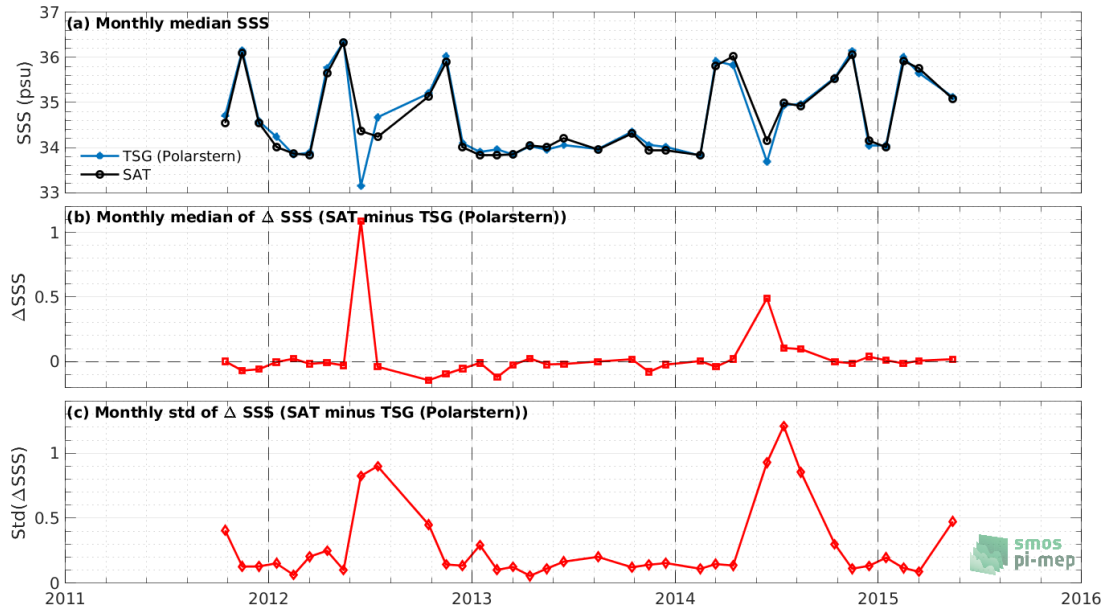 37
(a) Monthly median SSS
36
35
34
33
SSS (psu)
TSG (Polarstern)
SAT
(b) Monthly median of Δ SSS (SAT minus TSG (Polarstern))
1
0.5
0
ΔSSS
(c) Monthly std of Δ SSS (SAT minus TSG (Polarstern))
1
0.5
0
Std(ΔSSS)
smos
pi-mep
2011 2012 2013 2014 2015 2016